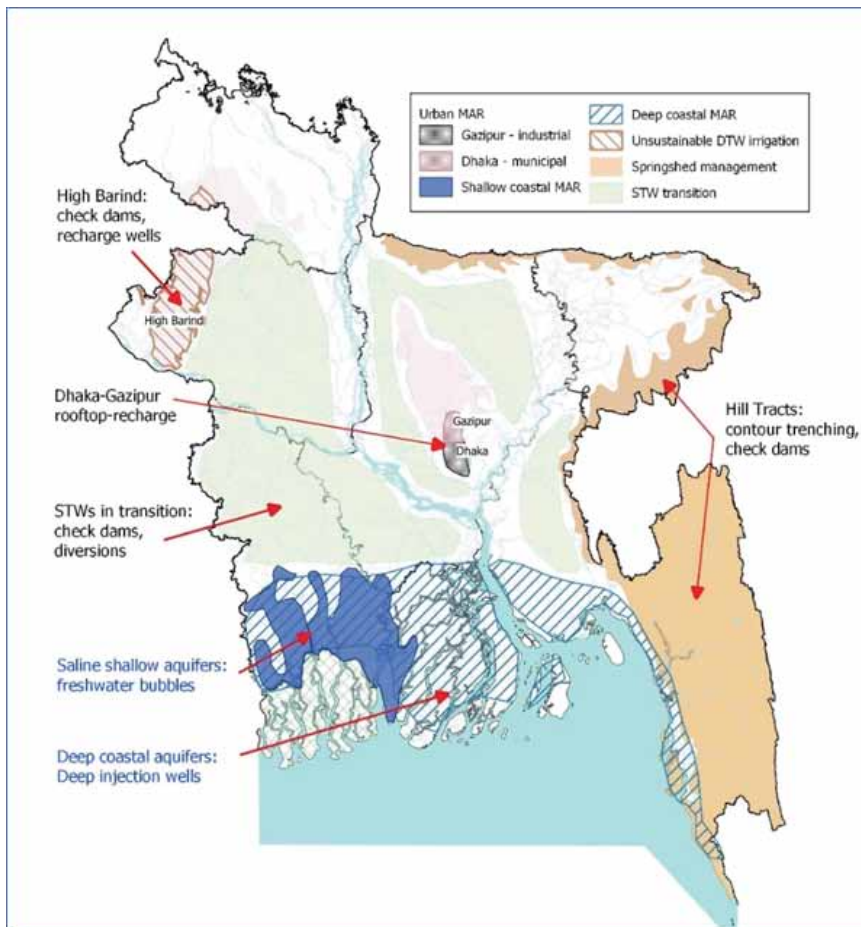 Urban MAR
Gazipur - industrial
Dhaka - municipal
Shallow coastal MAR
Deep coastal MAR
Unsustainable DTW irrigation
Springshed management
STW transition
High Barind:
check dams,
recharge wells
High Barind
Dhaka-Gazipur
rooftop-recharge
Gazipur
Dhaka
Hill Tracts:
contour trenching,
check dams
STWs in transition:
check dams,
diversions
Saline shallow aquifers:
freshwater bubbles
Deep coastal aquifers:
Deep injection wells